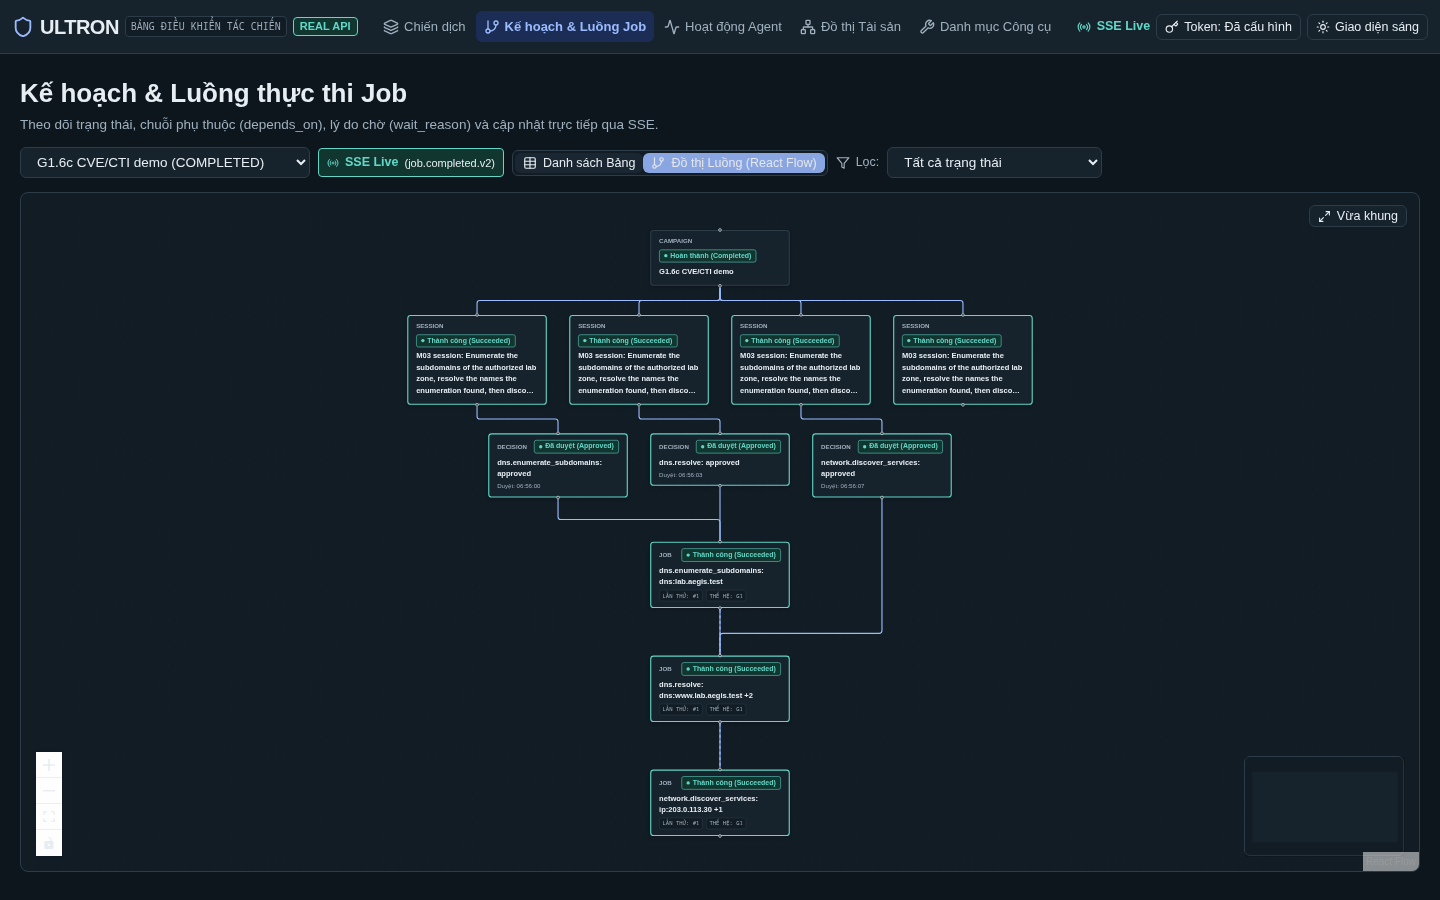 ULTRON
BẢNG ĐIỀU KHIỂN TÁC CHIẾN
REAL API
Chiến dịch
Kế hoạch & Luồng Job
Hoạt động Agent
Đồ thị Tài sản
Danh mục Công cụ
SSE Live
Token: Đã cấu hình
Giao diện sáng
Kế hoạch & Luồng thực thi Job
Theo dõi trạng thái, chuỗi phụ thuộc (depends_on), lý do chờ (wait_reason) và cập nhật trực tiếp qua SSE.
G1.6c CVE/CTI demo (COMPLETED)
SSE Live (job.completed.v2)
Danh sách Bảng
Đồ thị Luồng (React Flow)
Lọc:
Tất cả trạng thái
Vừa khung
CAMPAIGN
Hoàn thành (Completed)
G1.6c CVE/CTI demo
SESSION
Thành công (Succeeded)
M03 session: Enumerate the
subdomains of the authorized lab
zone, resolve the names the
enumeration found, then disco...
SESSION
Thành công (Succeeded)
M03 session: Enumerate the
subdomains of the authorized lab
zone, resolve the names the
enumeration found, then disco...
SESSION
Thành công (Succeeded)
M03 session: Enumerate the
subdomains of the authorized lab
zone, resolve the names the
enumeration found, then disco...
SESSION
Thành công (Succeeded)
M03 session: Enumerate the
subdomains of the authorized lab
zone, resolve the names the
enumeration found, then disco...
DECISION
Đã duyệt (Approved)
dns.enumerate_subdomains:
approved
Duyệt: 06:56:00
DECISION
Đã duyệt (Approved)
dns.resolve: approved
Duyệt: 06:56:03
DECISION
Đã duyệt (Approved)
network.discover_services:
approved
Duyệt: 06:56:07
JOB
Thành công (Succeeded)
dns.enumerate_subdomains:
dns:lab.aegis.test
LẦN THỬ: #1
THẾ HỆ: G1
JOB
Thành công (Succeeded)
dns.resolve:
dns:www.lab.aegis.test +2
LẦN THỬ: #1
THẾ HỆ: G1
JOB
Thành công (Succeeded)
network.discover_services:
ip:203.0.113.30 +1
LẦN THỬ: #1
THẾ HỆ: G1
React Flow